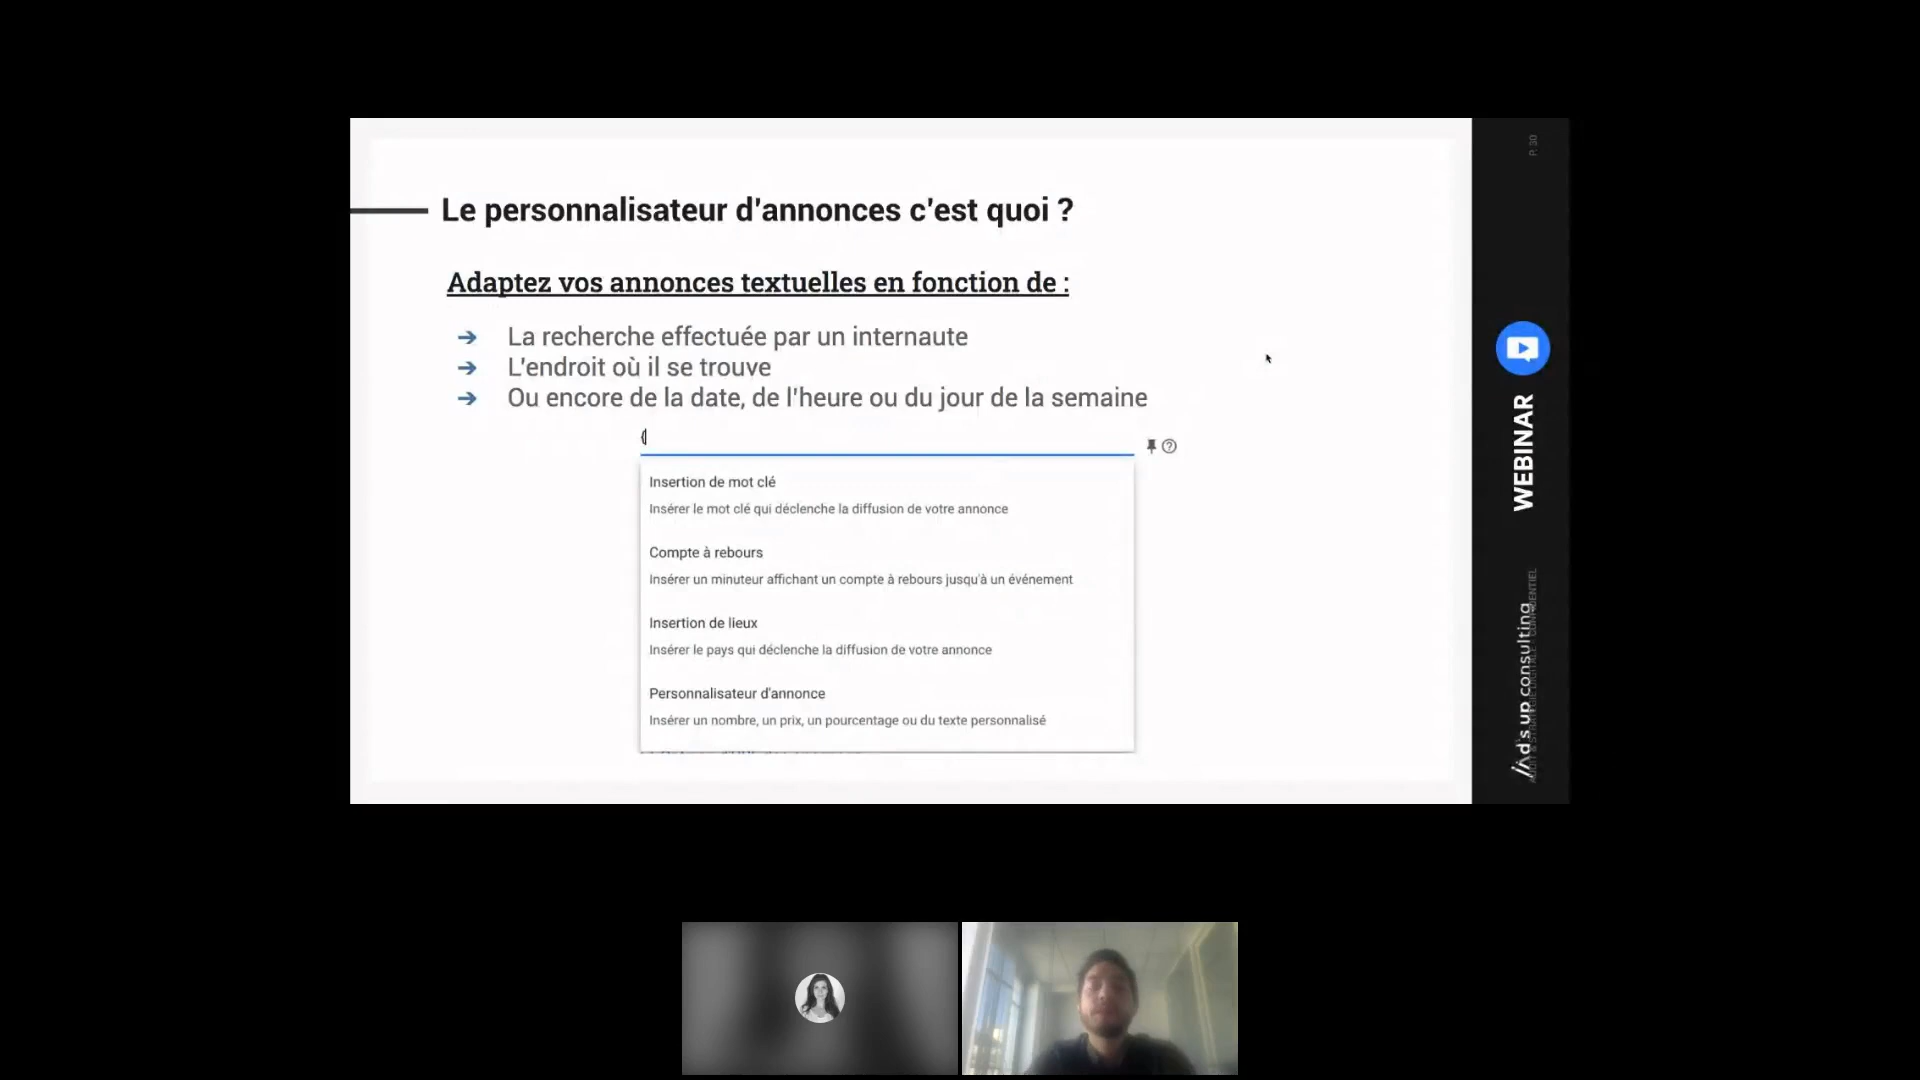 Le personnalisateur d'annonces c'est quoi ?
Adaptez vos annonces textuelles en fonction de :
➔ La recherche effectuée par un internaute
➔ L'endroit où il se trouve
➔ Ou encore de la date, de l'heure ou du jour de la semaine
{
Insertion de mot clé
Insérer le mot clé qui déclenche la diffusion de votre annonce
Compte à rebours
Insérer un minuteur affichant un compte à rebours jusqu'à un événement
Insertion de lieux
Insérer le pays qui déclenche la diffusion de votre annonce
Personnalisateur d'annonce
Insérer un nombre, un prix, un pourcentage ou du texte personnalisé
P. 30
WEBINAR
Ad's up consulting